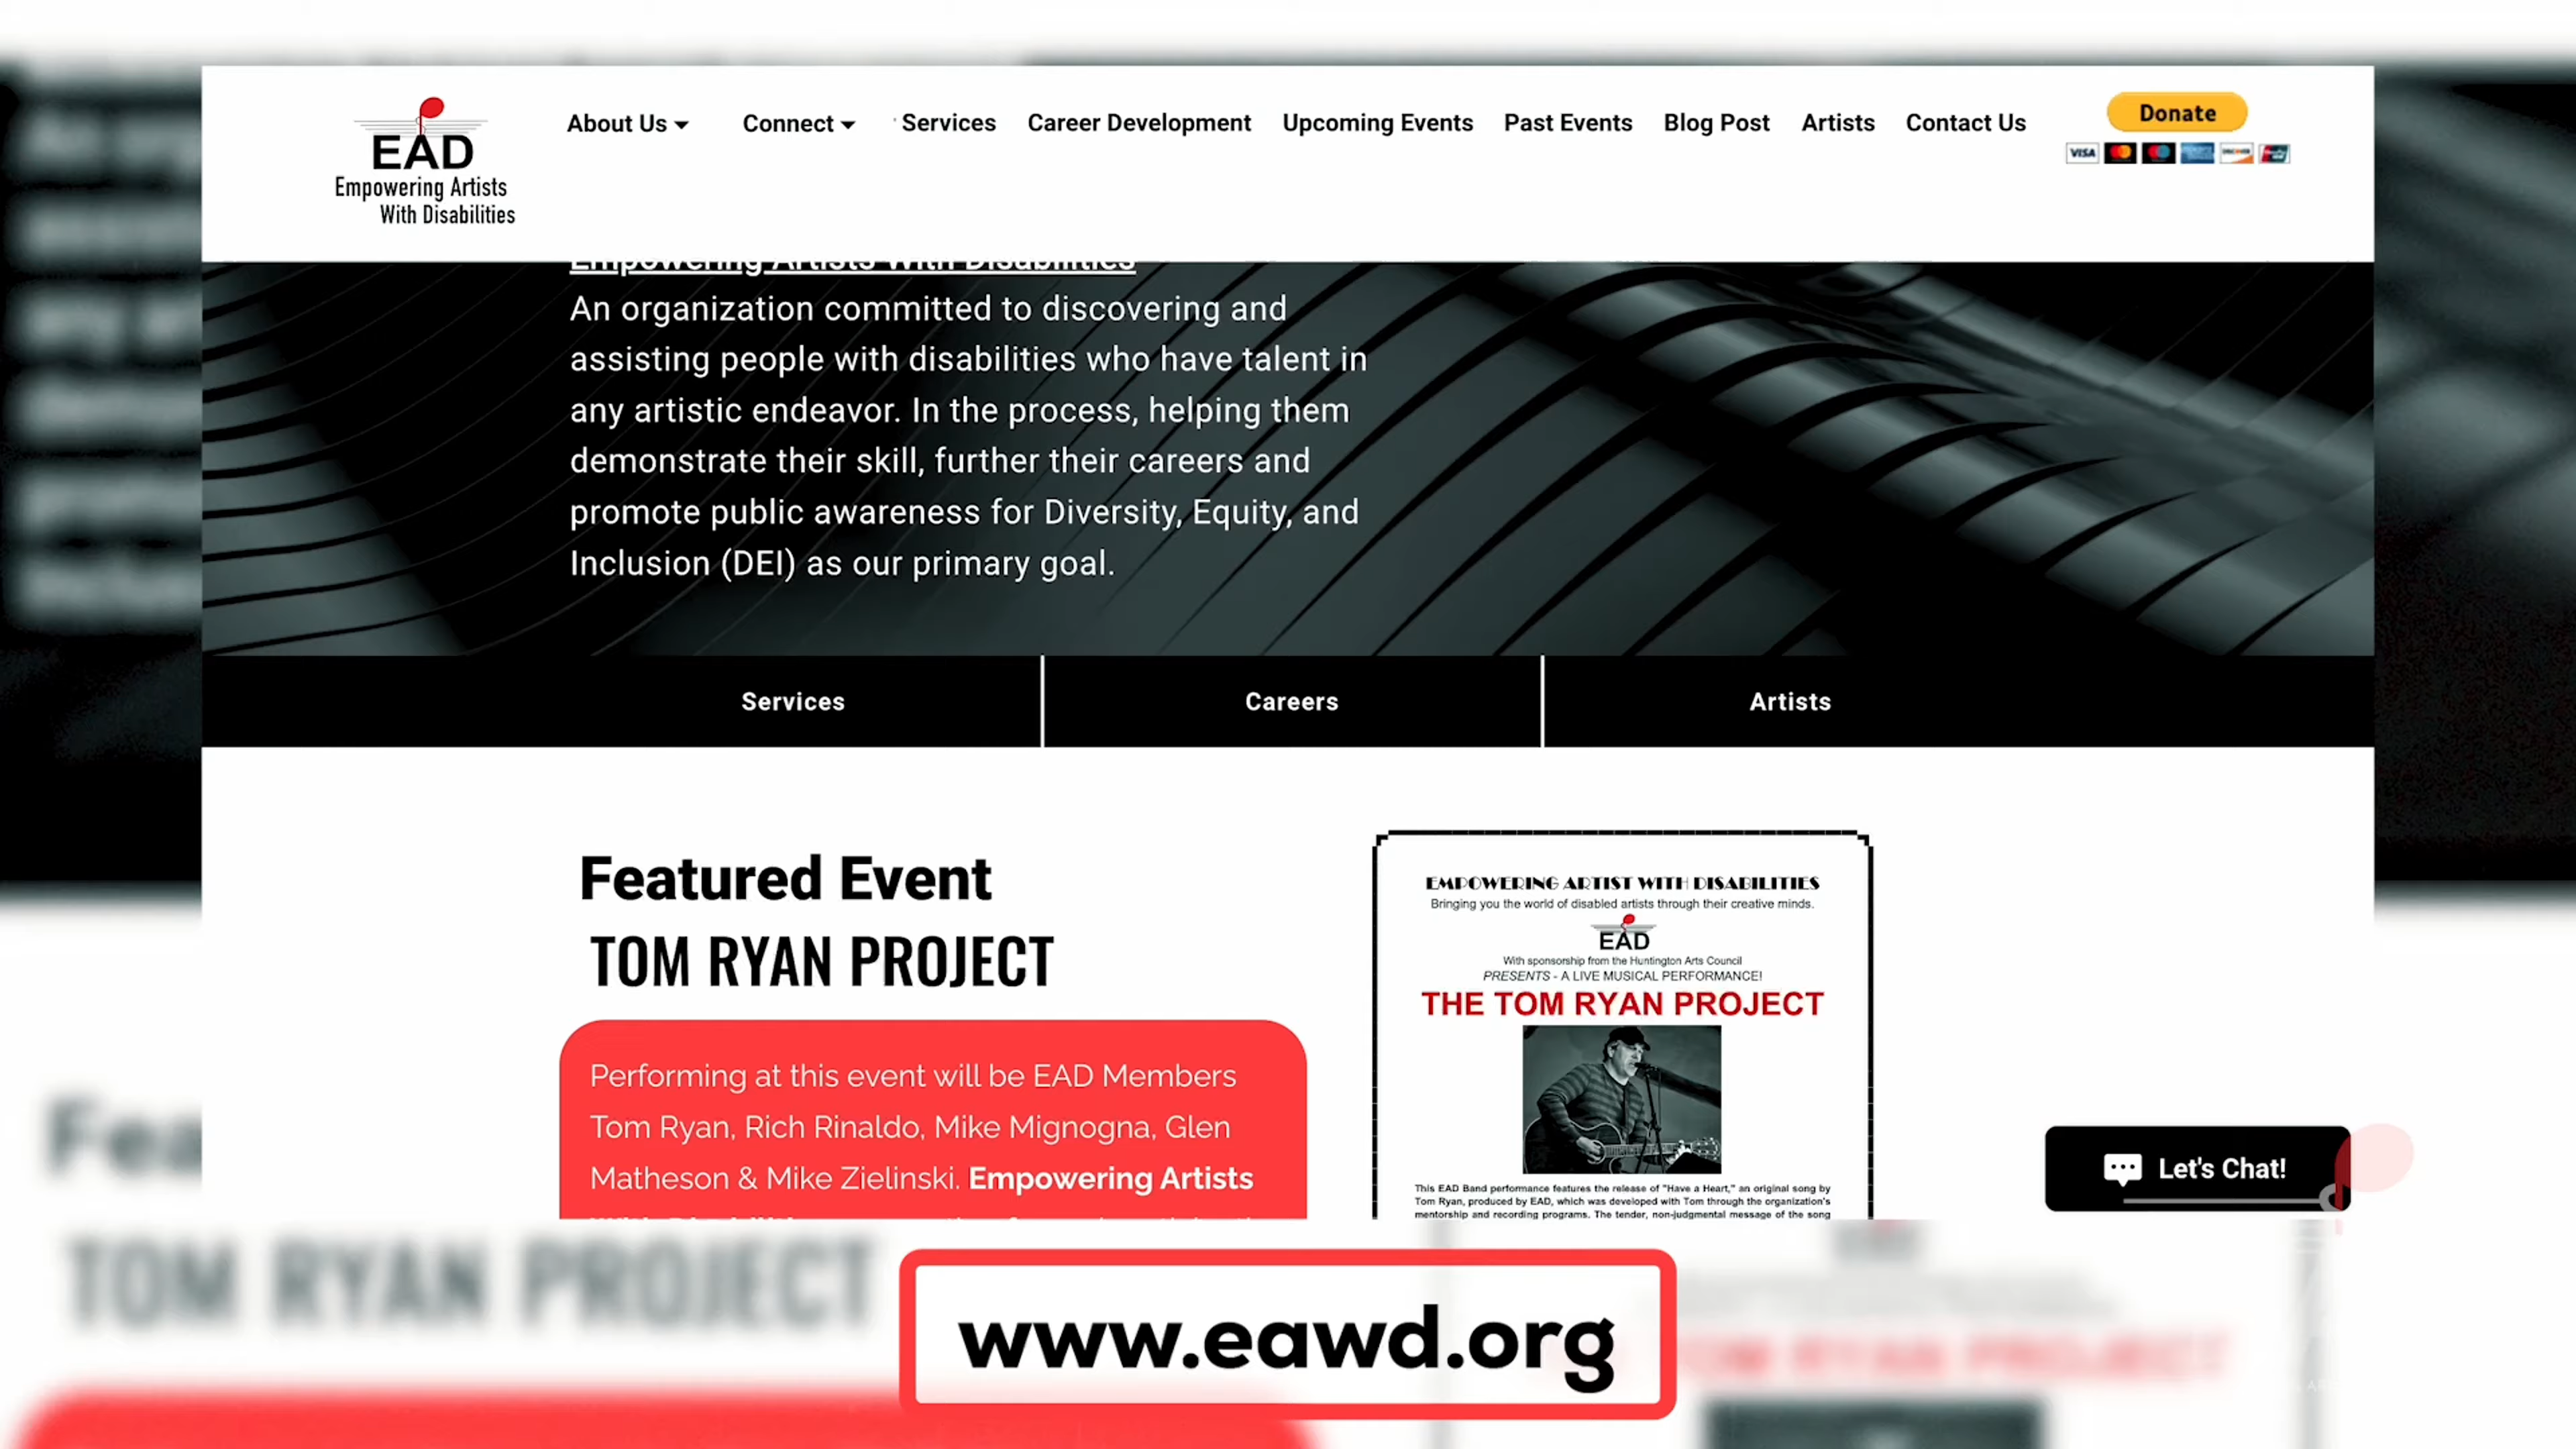 EAD
Empowering Artists
With Disabilities
About Us
Connect
Services
Career Development
Upcoming Events
Past Events
Blog Post
Artists
Contact Us
Donate
VISA
Empowering Artists With Disabilities
An organization committed to discovering and
assisting people with disabilities who have talent in
any artistic endeavor. In the process, helping them
demonstrate their skill, further their careers and
promote public awareness for Diversity, Equity, and
Inclusion (DEI) as our primary goal.
Services
Careers
Artists
Featured Event
TOM RYAN PROJECT
Performing at this event will be EAD Members
Tom Ryan, Rich Rinaldo, Mike Mignogna, Glen
Matheson & Mike Zielinski. Empowering Artists
EMPOWERING ARTIST WITH DISABILITIES
Bringing you the world of disabled artists through their creative minds.
EAD
With sponsorship from the Huntington Arts Council
PRESENTS - A LIVE MUSICAL PERFORMANCE!
THE TOM RYAN PROJECT
This EAD Band performance features the release of "Have a Heart," an original song by
Tom Ryan, produced by EAD, which was developed with Tom through the organization's
mentorship and recording programs. The tender, non-judgmental message of the song
Let's Chat!
TOM RYAN PROJECT
www.eawd.org